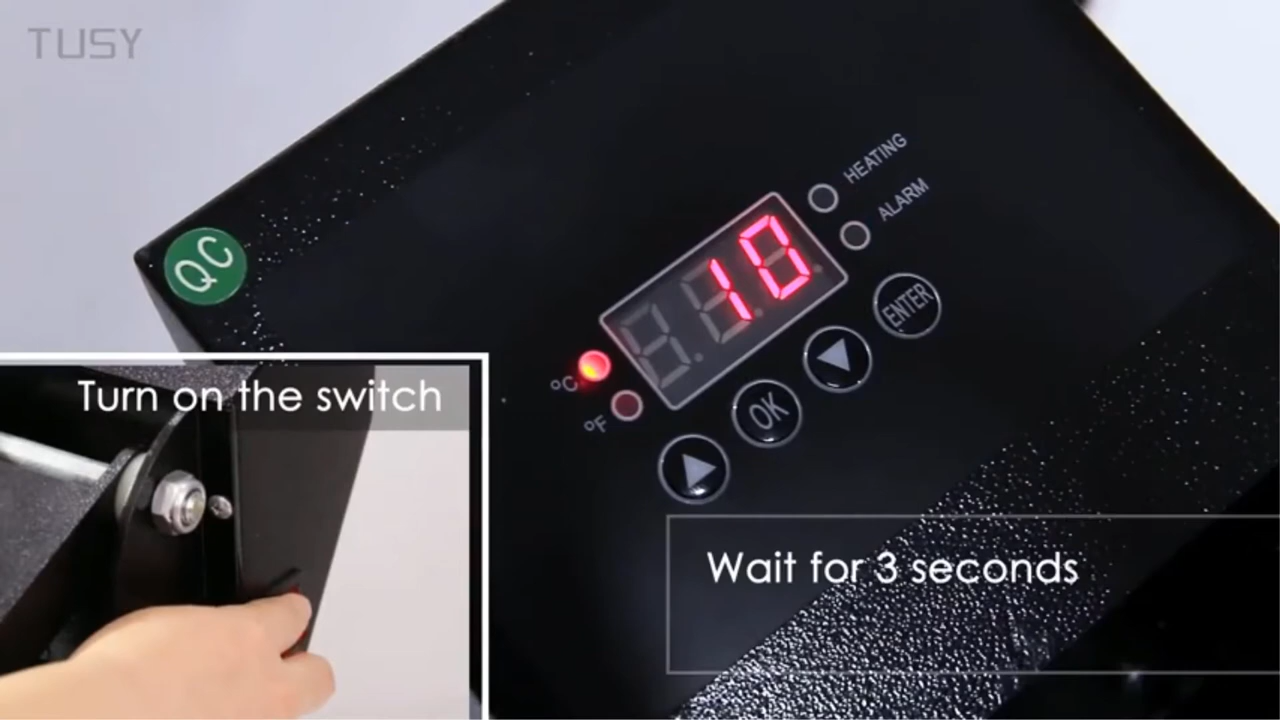 TUSY
QC
HEATING
ALARM
10
°C
°F
ENTER
OK
Turn on the switch
Wait for 3 seconds